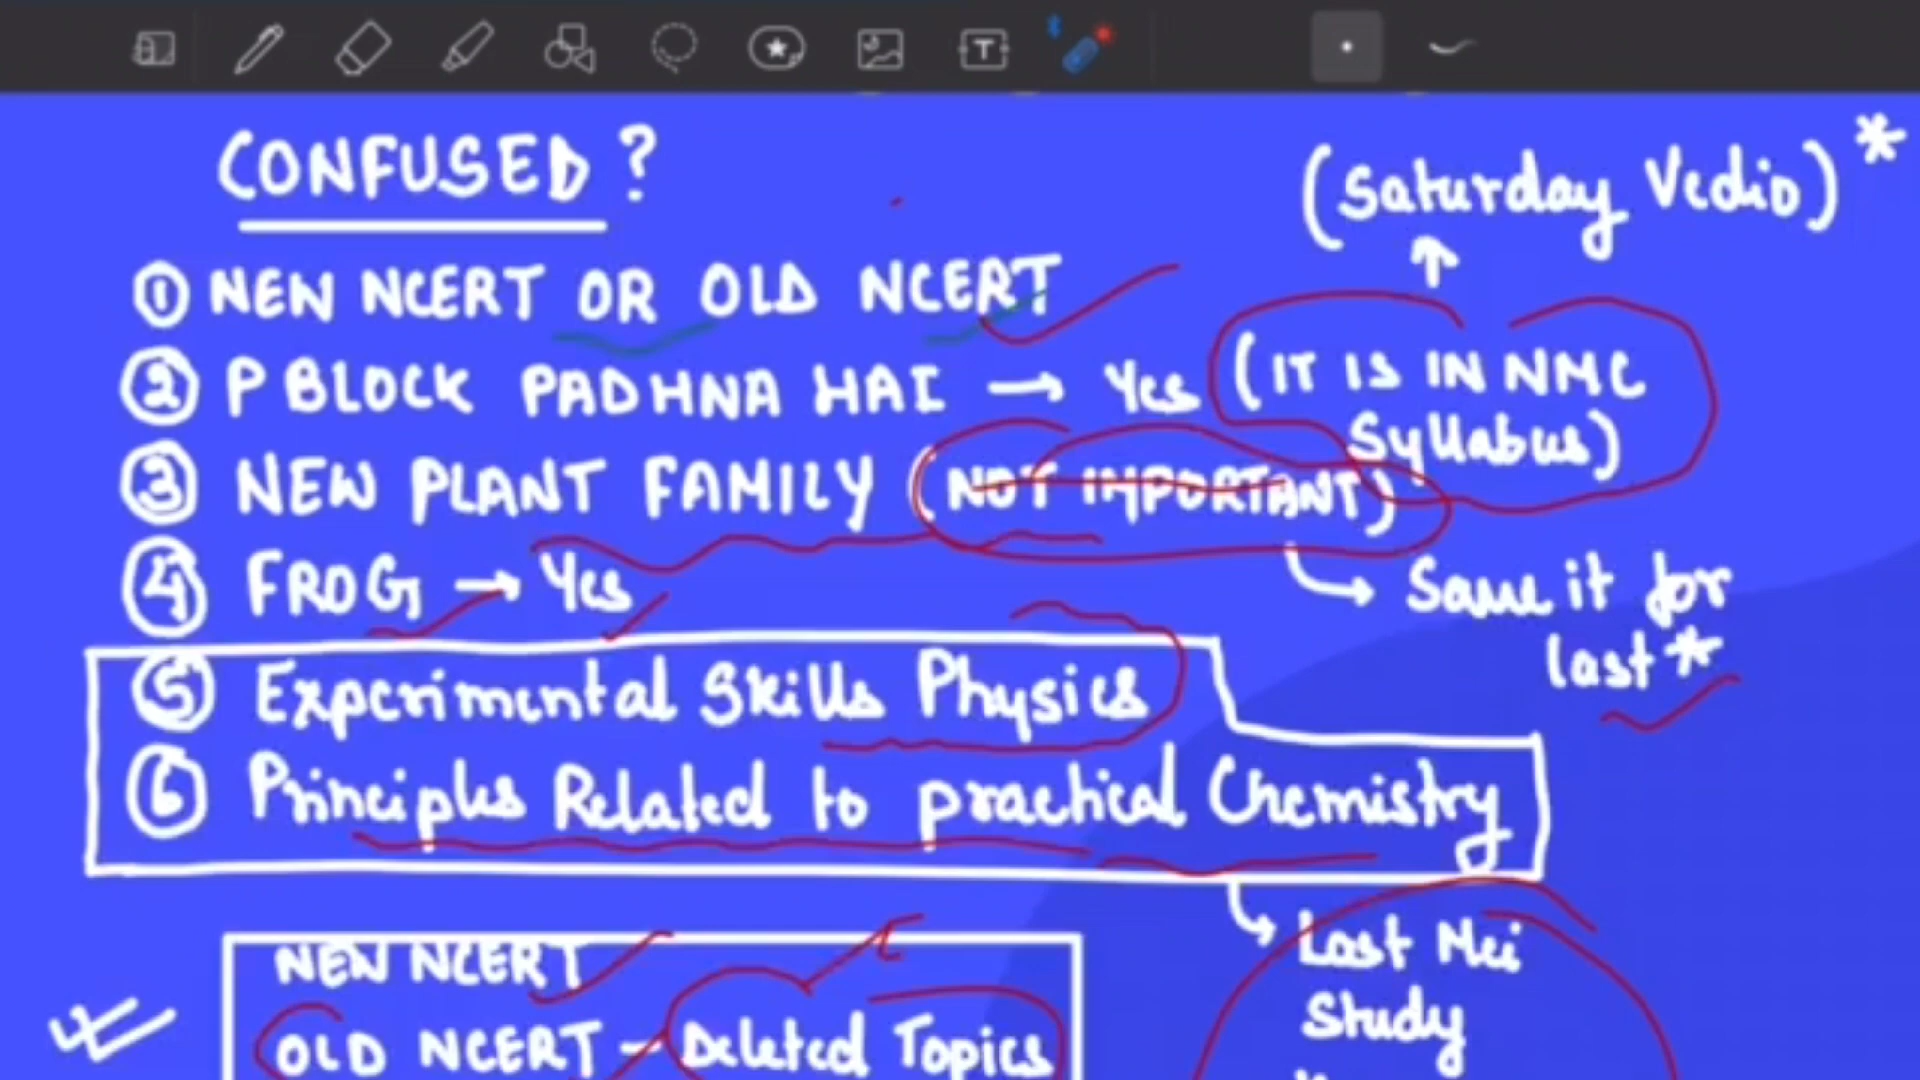 CONFUSED ?
(Saturday Vedio) *
① NEW NCERT OR OLD NCERT
② P BLOCK PADHNA HAI → Yes (IT IS IN NMC
Syllabus)
③ NEW PLANT FAMILY (NOT IMPORTANT)
④ FROG → Yes
Save it for
last *
⑤ Experimental Skills Physics
⑥ Principles Related to practical Chemistry
Last Mei
Study
NEW NCERT
OLD NCERT - Deleted Topics